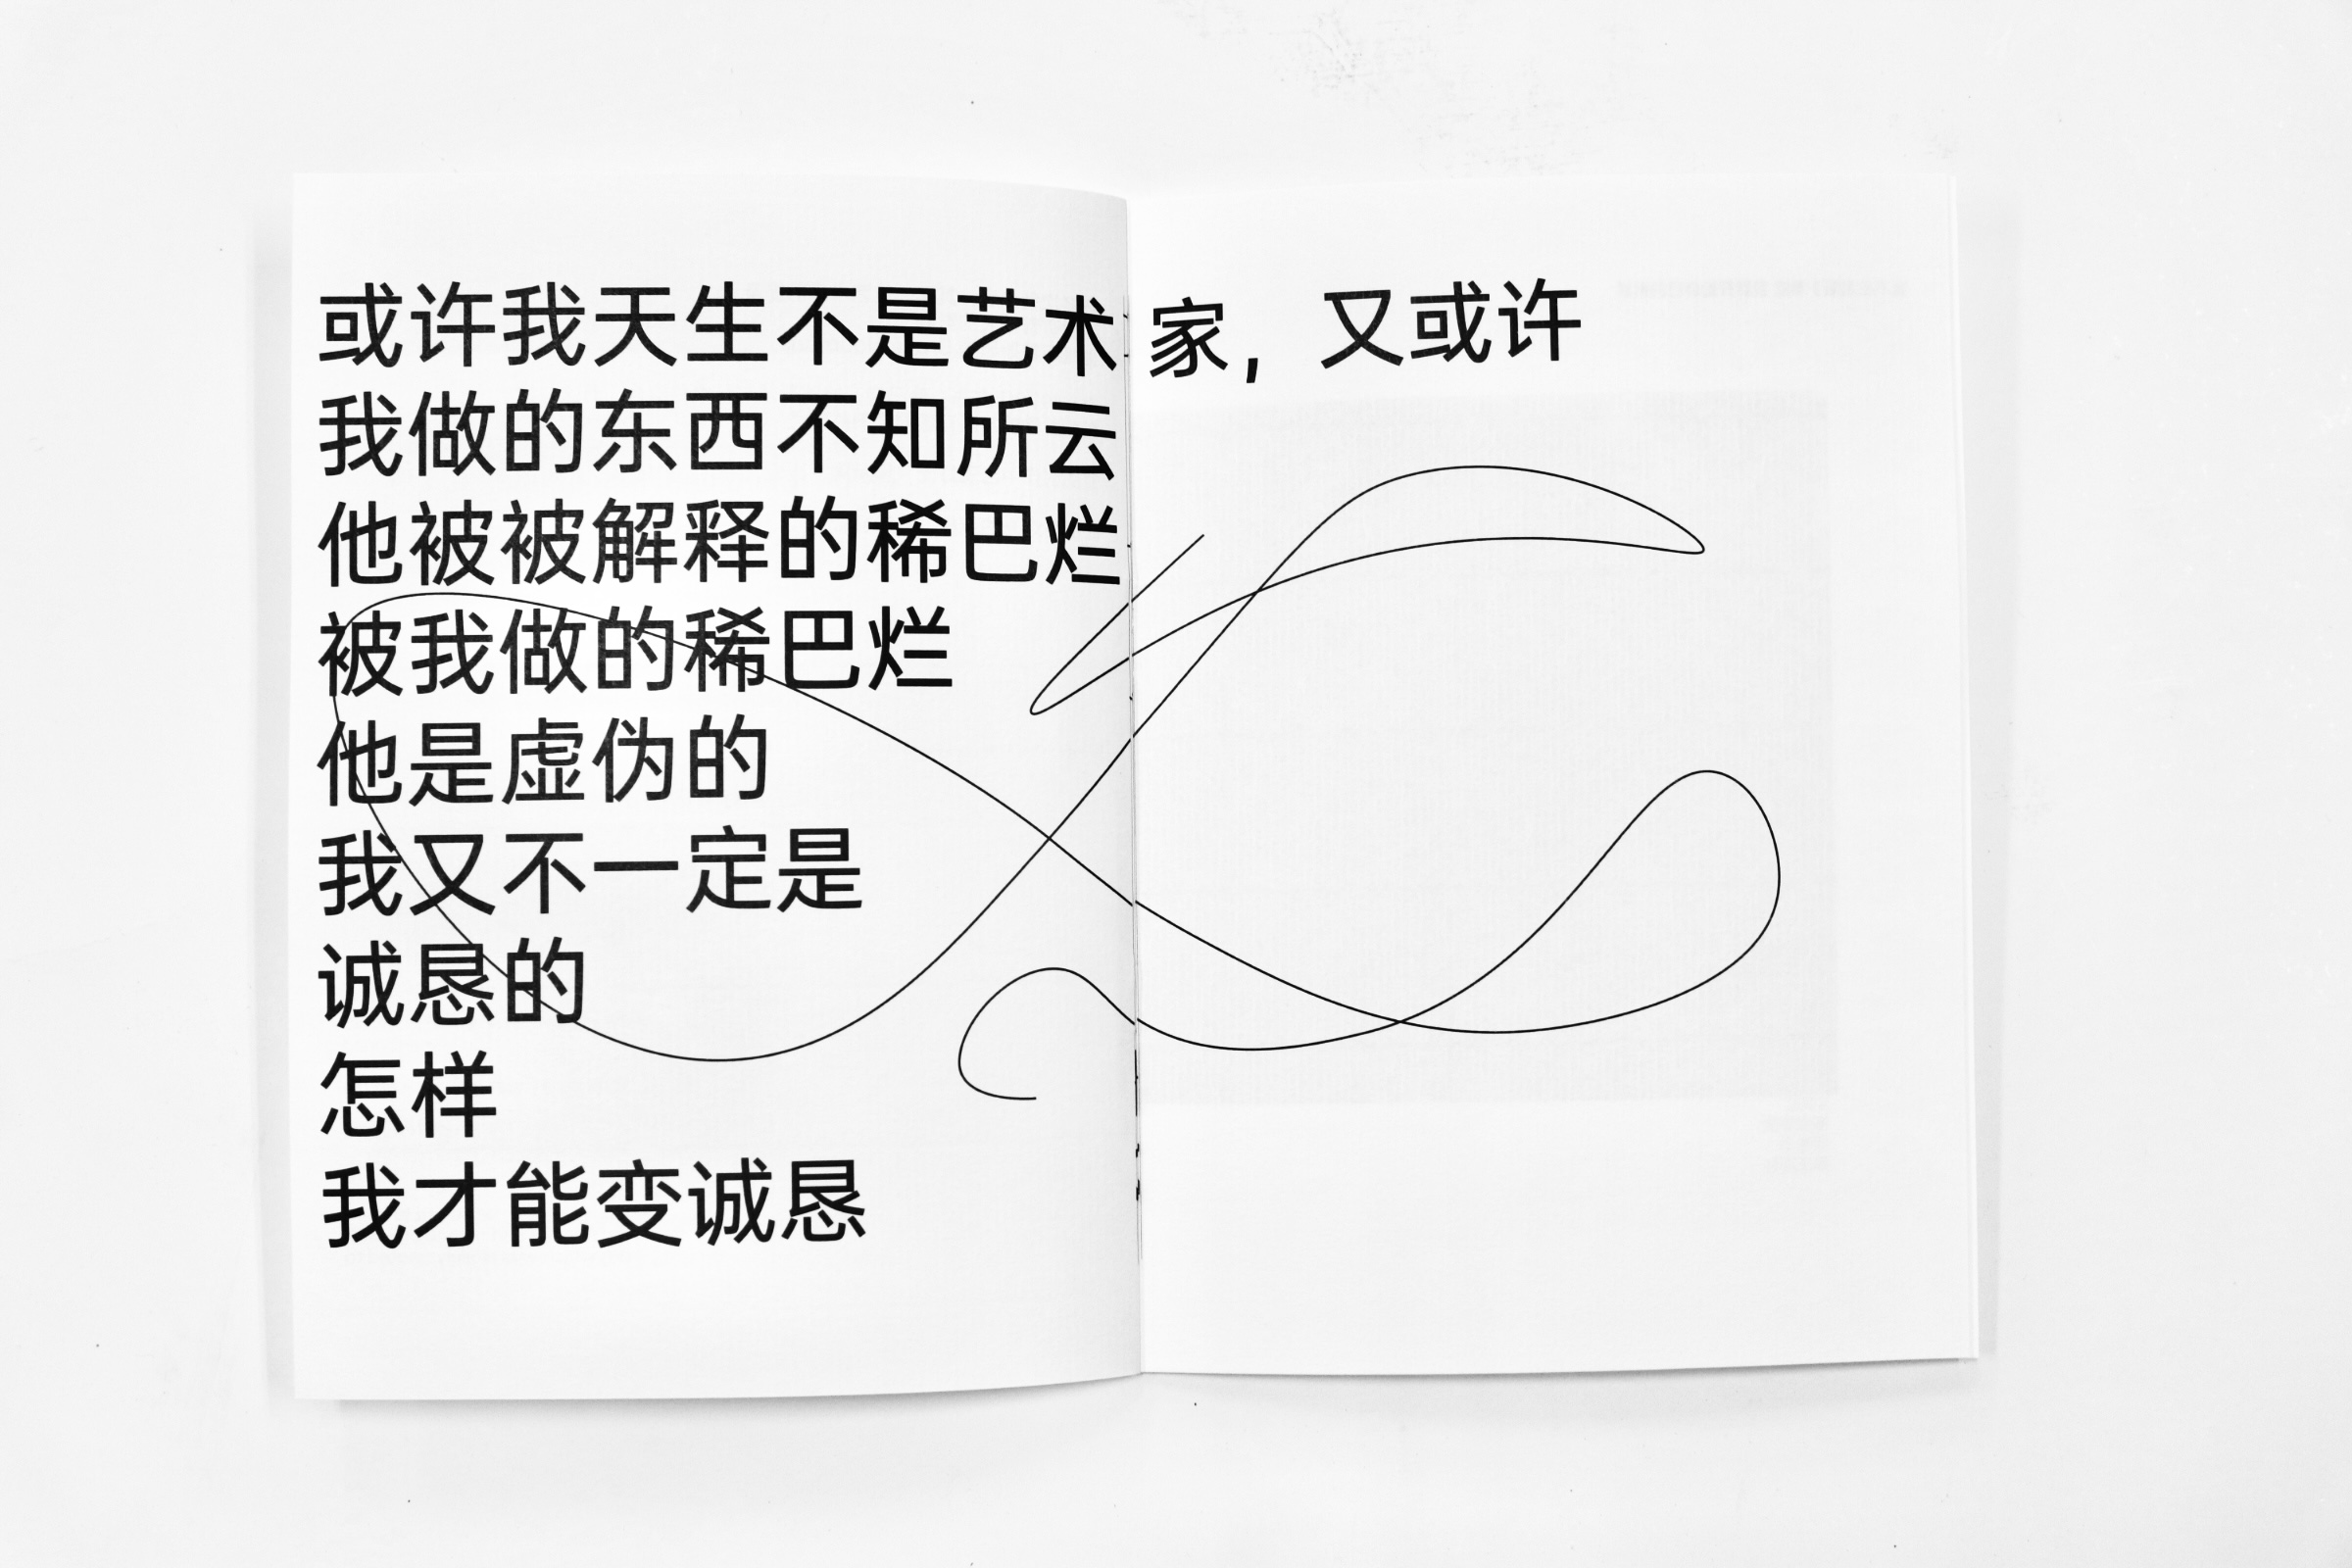 或许我天生不是艺术家，又或许
我做的东西不知所云
他被被解释的稀巴烂
被我做的稀巴烂
他是虚伪的
我又不一定是
诚恳的
怎样
我才能变诚恳